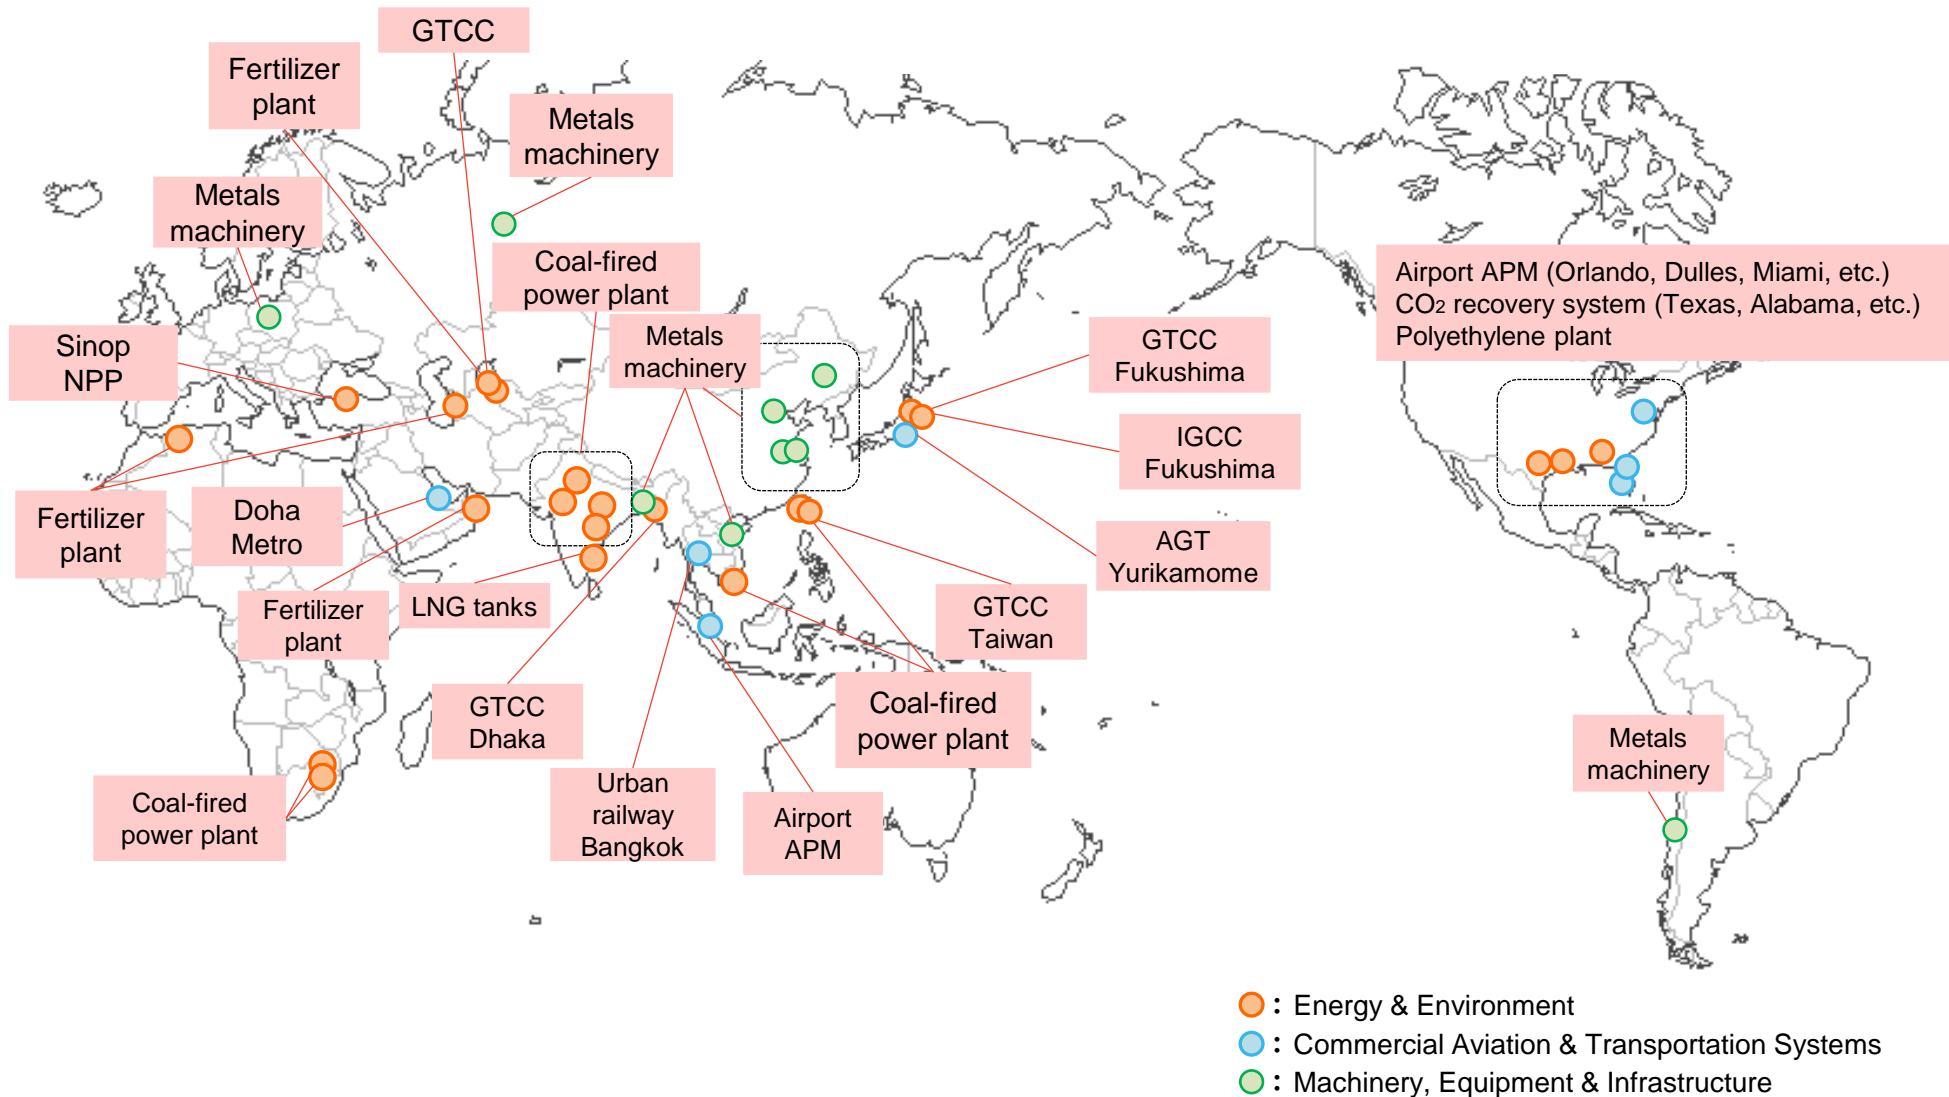 GTCC
Fertilizer
plant
Metals
machinery
Metals
machinery
Coal-fired
power plant
Airport APM (Orlando, Dulles, Miami, etc.)
CO2 recovery system (Texas, Alabama, etc.)
Polyethylene plant
Sinop
NPP
Metals
machinery
GTCC
Fukushima
IGCC
Fukushima
Fertilizer
plant
Doha
Metro
AGT
Yurikamome
Fertilizer
plant
LNG tanks
GTCC
Taiwan
GTCC
Dhaka
Coal-fired
power plant
Metals
machinery
Coal-fired
power plant
Urban
railway
Bangkok
Airport
APM
: Energy & Environment
: Commercial Aviation & Transportation Systems
: Machinery, Equipment & Infrastructure